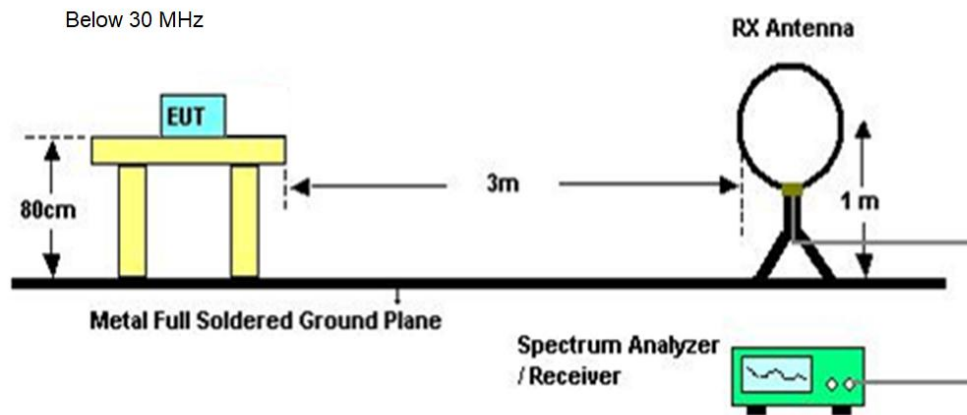 Below 30 MHz
RX Antenna
EUT
3m
80cm
1 m
Metal Full Soldered Ground Plane
Spectrum Analyzer
/ Receiver